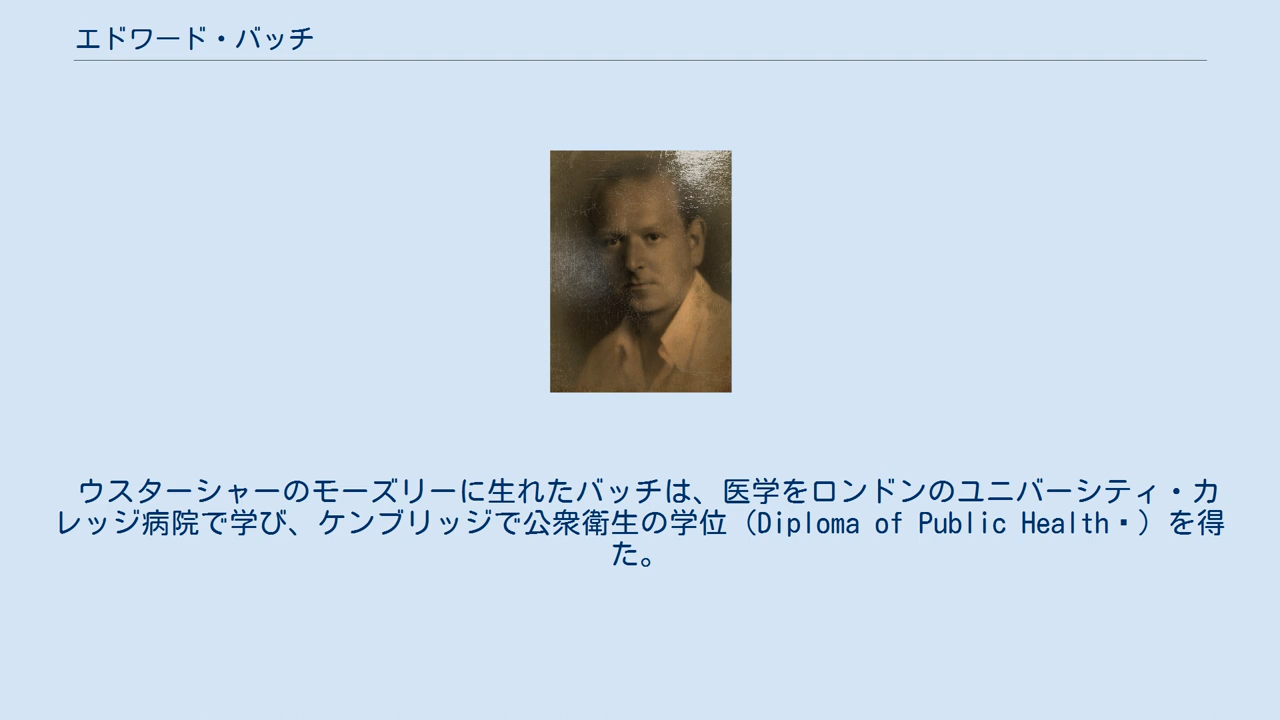 エドワード・バッチ
ウスターシャーのモーズリーに生れたバッチは、医学をロンドンのユニバーシティ・カ
レッジ病院で学び、ケンブリッジで公衆衛生の学位（Diploma of Public Health▪）を得
た。